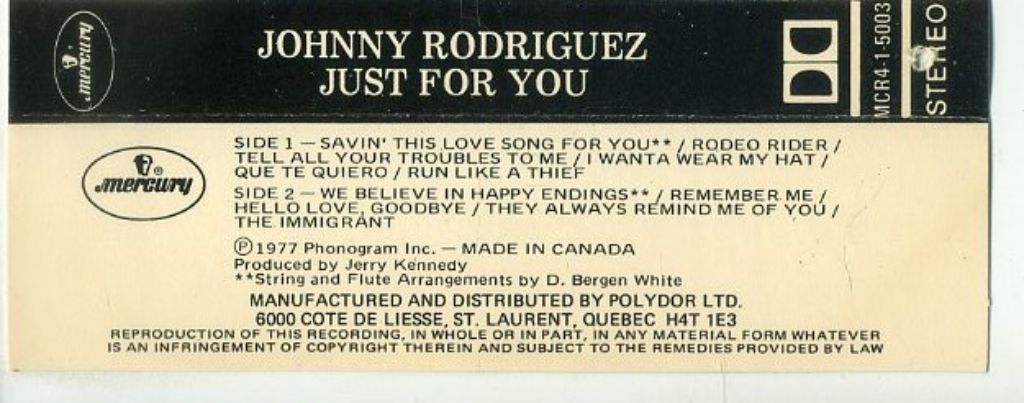 mercury
JOHNNY RODRIGUEZ
JUST FOR YOU
MCR4-1-5003
STEREO
mercury®
SIDE 1 – SAVIN' THIS LOVE SONG FOR YOU** / RODEO RIDER /
TELL ALL YOUR TROUBLES TO ME / I WANTA WEAR MY HAT /
QUE TE QUIERO / RUN LIKE A THIEF
SIDE 2 – WE BELIEVE IN HAPPY ENDINGS** / REMEMBER ME /
HELLO LOVE, GOODBYE / THEY ALWAYS REMIND ME OF YOU /
THE IMMIGRANT
℗1977 Phonogram Inc. – MADE IN CANADA
Produced by Jerry Kennedy
**String and Flute Arrangements by D. Bergen White
MANUFACTURED AND DISTRIBUTED BY POLYDOR LTD.
6000 COTE DE LIESSE, ST. LAURENT, QUEBEC H4T 1E3
REPRODUCTION OF THIS RECORDING, IN WHOLE OR IN PART, IN ANY MATERIAL FORM WHATEVER
IS AN INFRINGEMENT OF COPYRIGHT THEREIN AND SUBJECT TO THE REMEDIES PROVIDED BY LAW